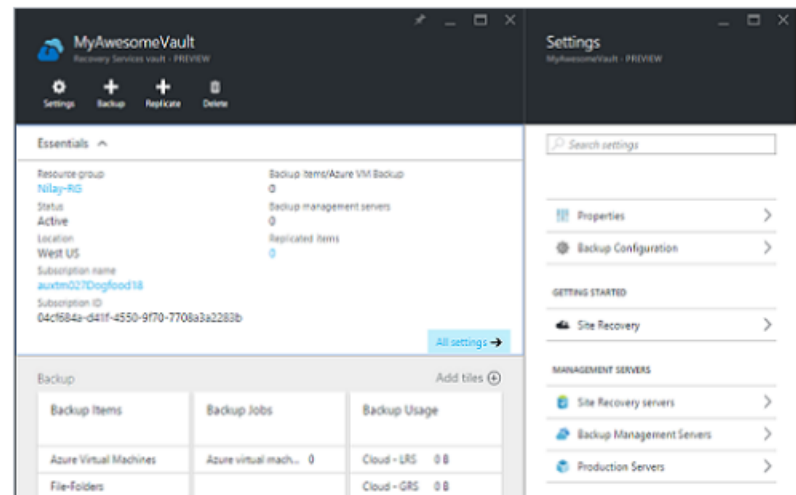 MyAwesomeVault
Recovery Services vault - PREVIEW
Settings Backup Replicate Delete
Essentials
Resource group
Nilay-RG
Status
Active
Location
West US
Subscription name
auxtm027Dogfood18
Subscription ID
04cf684a-d41f-4550-9f70-7708a3a2283b
Backup items/Azure VM Backup
0
Backup management servers
0
Replicated items
0
All settings →
Backup
Add tiles
Backup Items
Azure Virtual Machines
File-Folders
Backup Jobs
Azure virtual mach... 0
Backup Usage
Cloud - LRS 0 B
Cloud - GRS 0 B
Settings
MyAwesomeVault - PREVIEW
Search settings
Properties
Backup Configuration
GETTING STARTED
Site Recovery
MANAGEMENT SERVERS
Site Recovery servers
Backup Management Servers
Production Servers